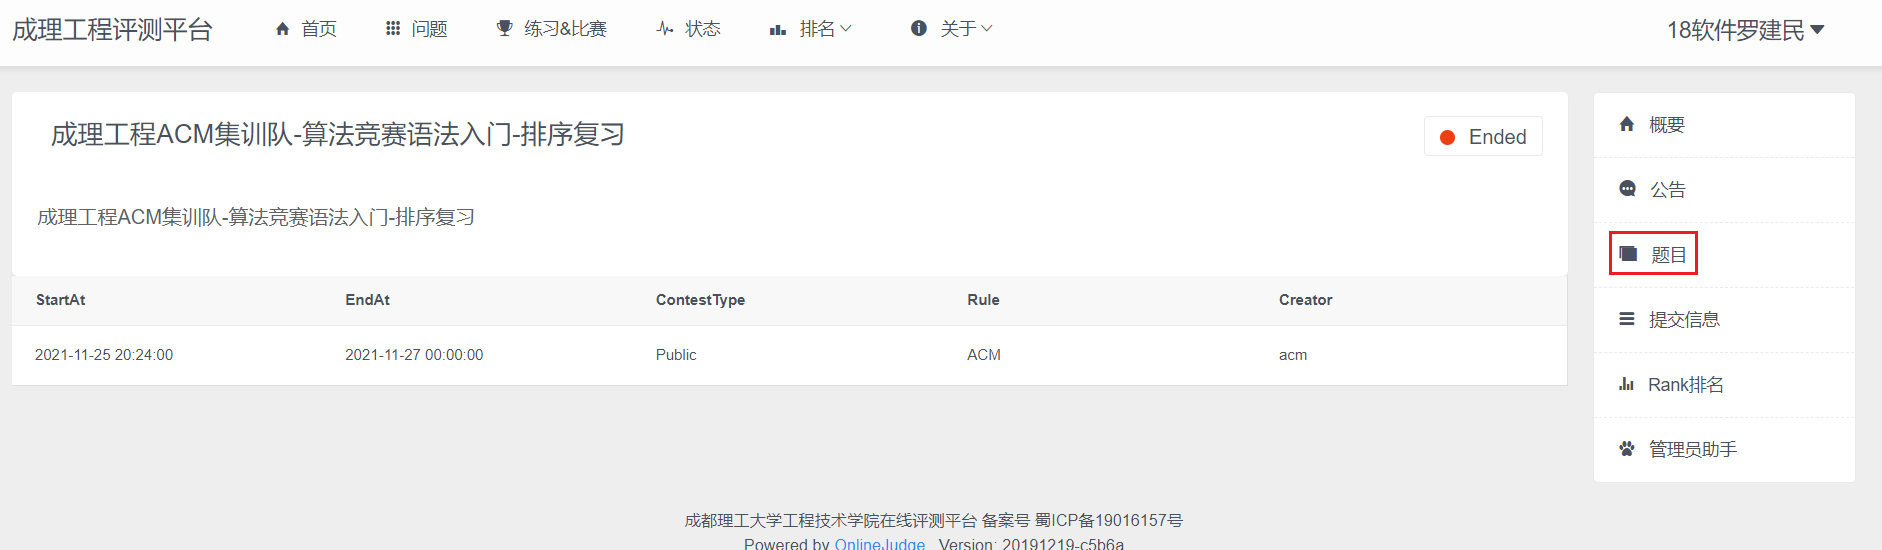 成理工程评测平台 首页 问题 练习&比赛 状态 排名 关于 18软件罗建民
成理工程ACM集训队-算法竞赛语法入门-排序复习
Ended
成理工程ACM集训队-算法竞赛语法入门-排序复习
StartAt EndAt ContestType Rule Creator
2021-11-25 20:24:00 2021-11-27 00:00:00 Public ACM acm
概要
公告
题目
提交信息
Rank排名
管理员助手
成都理工大学工程技术学院在线评测平台 备案号 蜀ICP备19016157号
Powered by OnlineJudge Version: 20191219-c5b6a